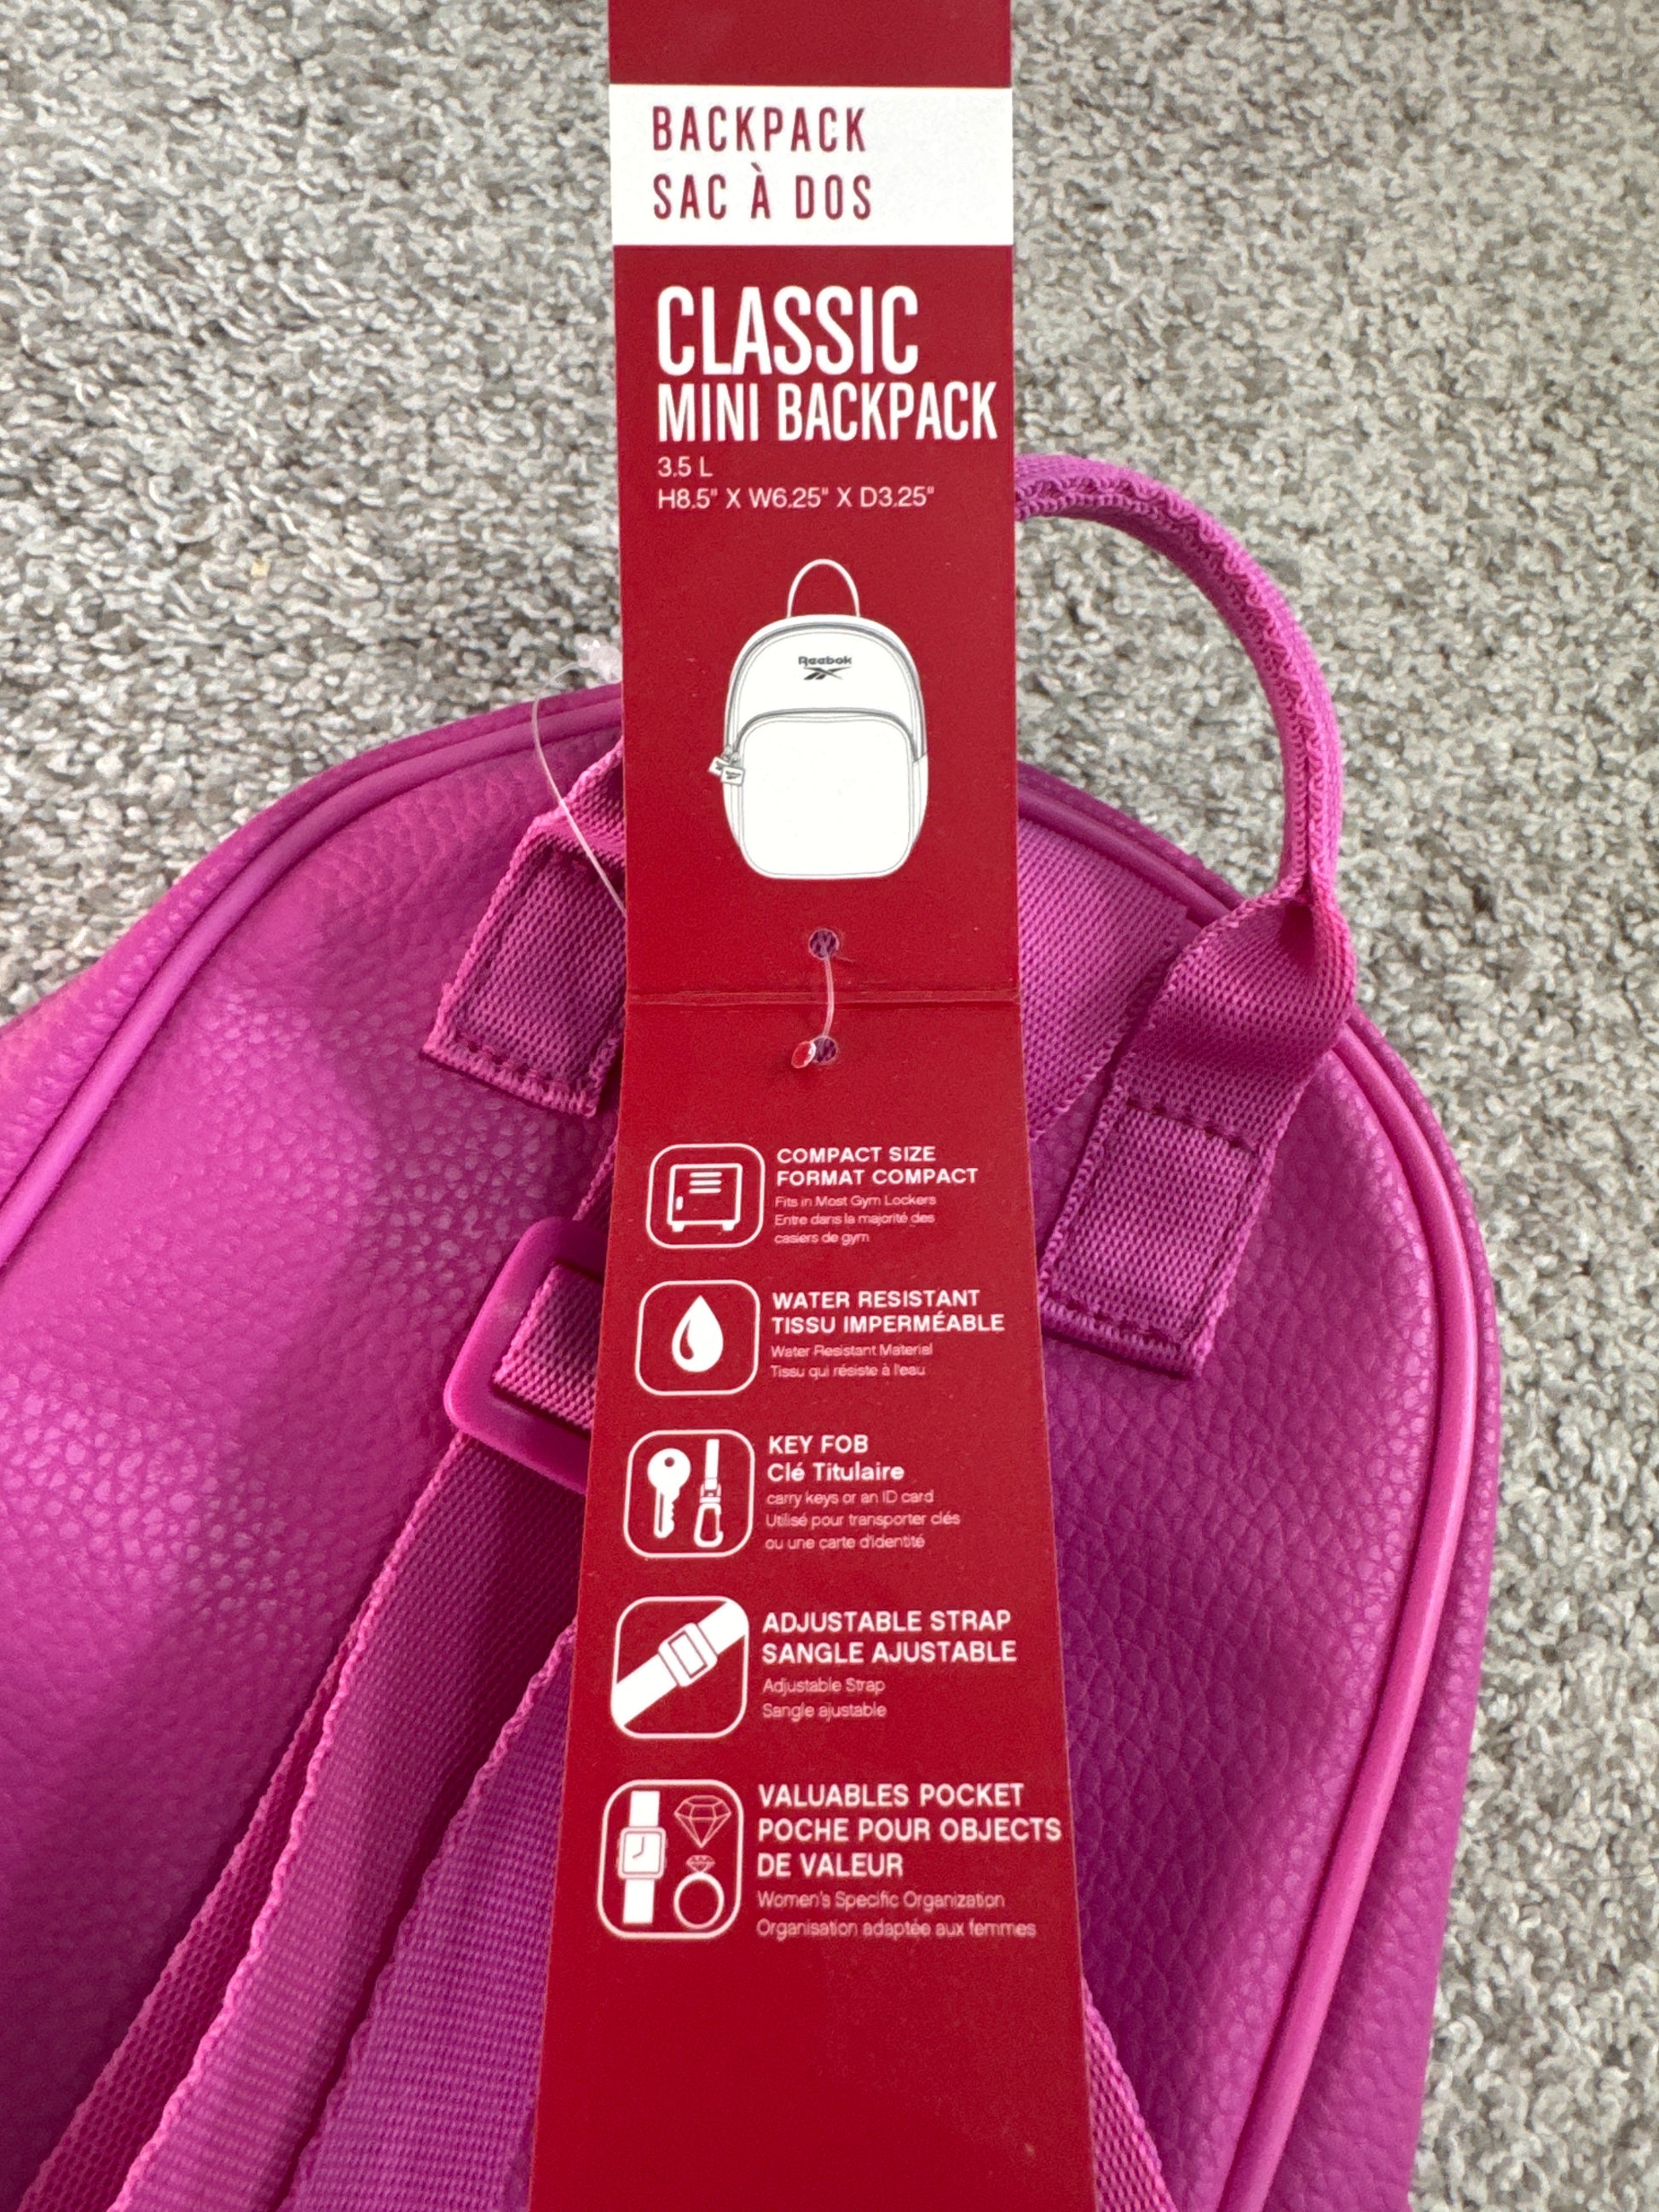 BACKPACK
SAC À DOS
CLASSIC
MINI BACKPACK
3.5 L
H8.5" X W6.25" X D3.25"
Reebok
COMPACT SIZE
FORMAT COMPACT
Fits in Most Gym Lockers
Entre dans la majorité des
casiers de gym
WATER RESISTANT
TISSU IMPERMÉABLE
Water Resistant Material
Tissu qui résiste à l'eau
KEY FOB
Clé Titulaire
carry keys or an ID card
Utilisé pour transporter clés
ou une carte d'identité
ADJUSTABLE STRAP
SANGLE AJUSTABLE
Adjustable Strap
Sangle ajustable
VALUABLES POCKET
POCHE POUR OBJECTS
DE VALEUR
Women's Specific Organization
Organisation adaptée aux femmes